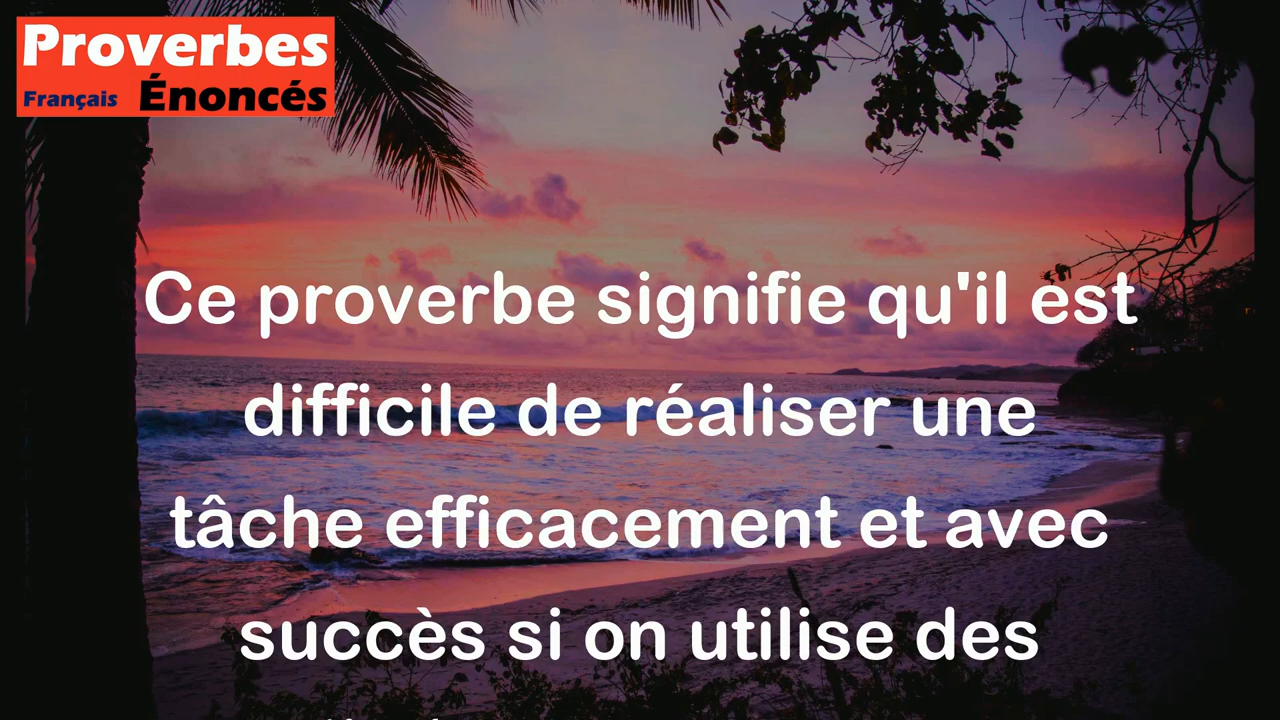 Proverbes
Français Énoncés
Ce proverbe signifie qu'il est
difficile de réaliser une
tâche efficacement et avec
succès si on utilise des